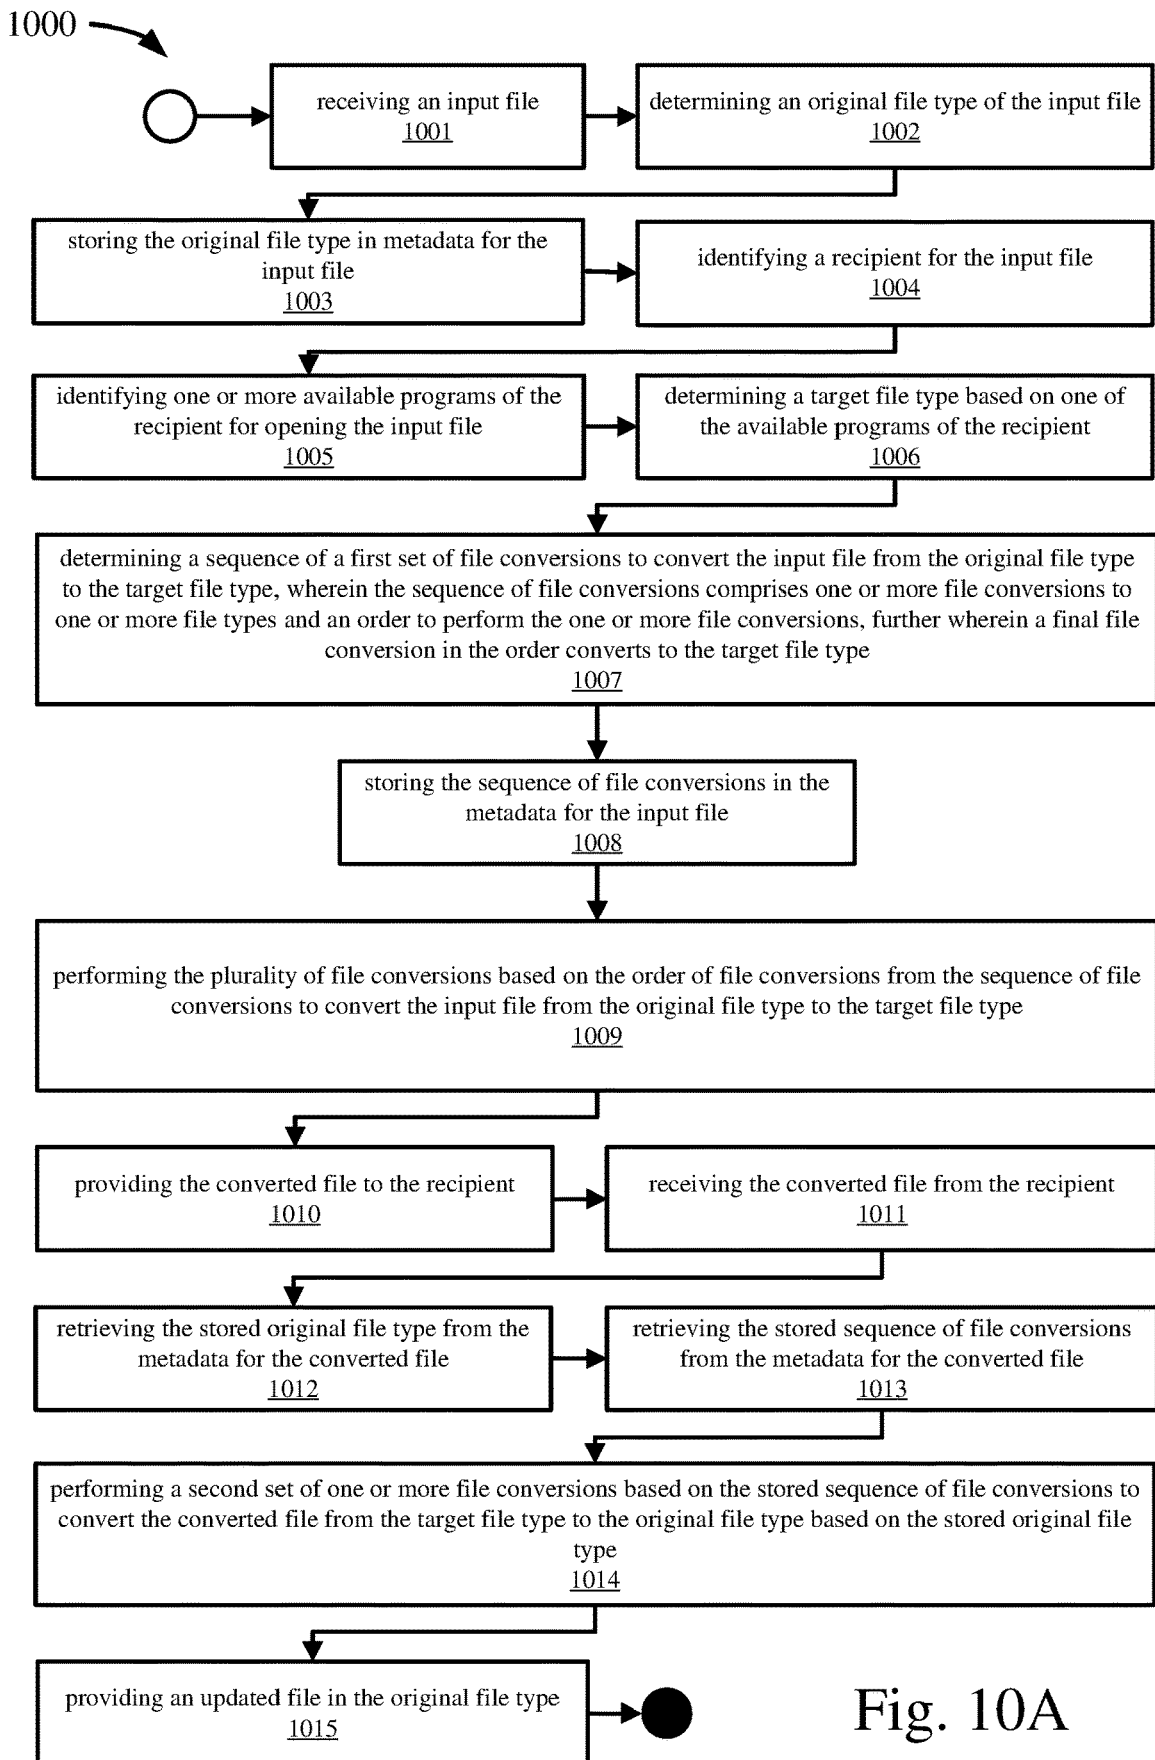 1000
receiving an input file
1001
determining an original file type of the input file
1002
storing the original file type in metadata for the
input file
1003
identifying a recipient for the input file
1004
identifying one or more available programs of the
recipient for opening the input file
1005
determining a target file type based on one of
the available programs of the recipient
1006
determining a sequence of a first set of file conversions to convert the input file from the original file type
to the target file type, wherein the sequence of file conversions comprises one or more file conversions to
one or more file types and an order to perform the one or more file conversions, further wherein a final file
conversion in the order converts to the target file type
1007
storing the sequence of file conversions in the
metadata for the input file
1008
performing the plurality of file conversions based on the order of file conversions from the sequence of file
conversions to convert the input file from the original file type to the target file type
1009
providing the converted file to the recipient
1010
receiving the converted file from the recipient
1011
retrieving the stored original file type from the
metadata for the converted file
1012
retrieving the stored sequence of file conversions
from the metadata for the converted file
1013
performing a second set of one or more file conversions based on the stored sequence of file conversions to
convert the converted file from the target file type to the original file type based on the stored original file
type
1014
providing an updated file in the original file type
1015
Fig. 10A